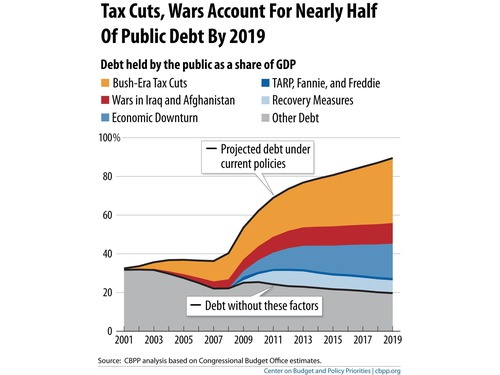 Tax Cuts, Wars Account For Nearly Half
Of Public Debt By 2019
Debt held by the public as a share of GDP
Bush-Era Tax Cuts
TARP, Fannie, and Freddie
Wars in Iraq and Afghanistan
Recovery Measures
Economic Downturn
Other Debt
100%
Projected debt under
current policies
80
60
40
20
Debt without these factors
0
2001 2003 2005 2007 2009 2011 2013 2015 2017 2019
Source: CBPP analysis based on Congressional Budget Office estimates.
Center on Budget and Policy Priorities | cbpp.org